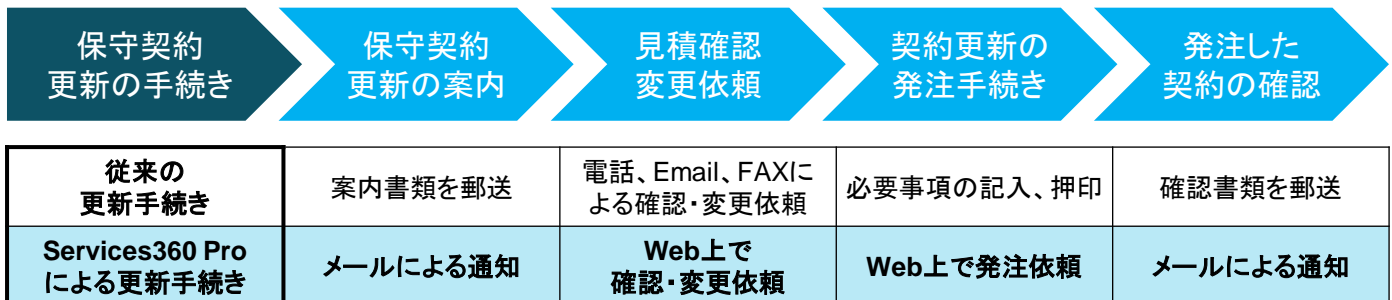 保守契約
更新の手続き
保守契約
更新の案内
見積確認
変更依頼
契約更新の
発注手続き
発注した
契約の確認
従来の
更新手続き
案内書類を郵送
電話、Email、FAXに
よる確認・変更依頼
必要事項の記入、押印
確認書類を郵送
Services360 Pro
による更新手続き
メールによる通知
Web上で
確認・変更依頼
Web上で発注依頼
メールによる通知